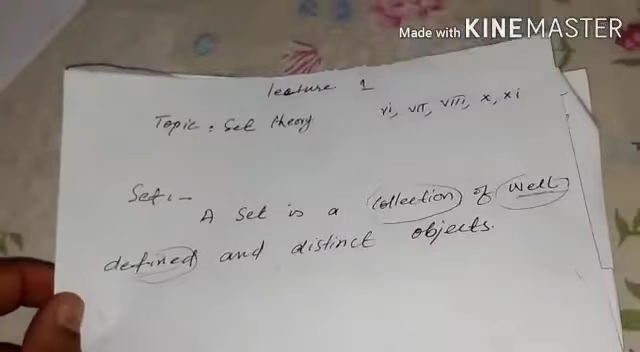 Made with KINEMASTER
lecture 1
Topic : Set theory vi, VII, VIII, X, xi
Set :-
A set is a collection of well
defined and distinct objects.